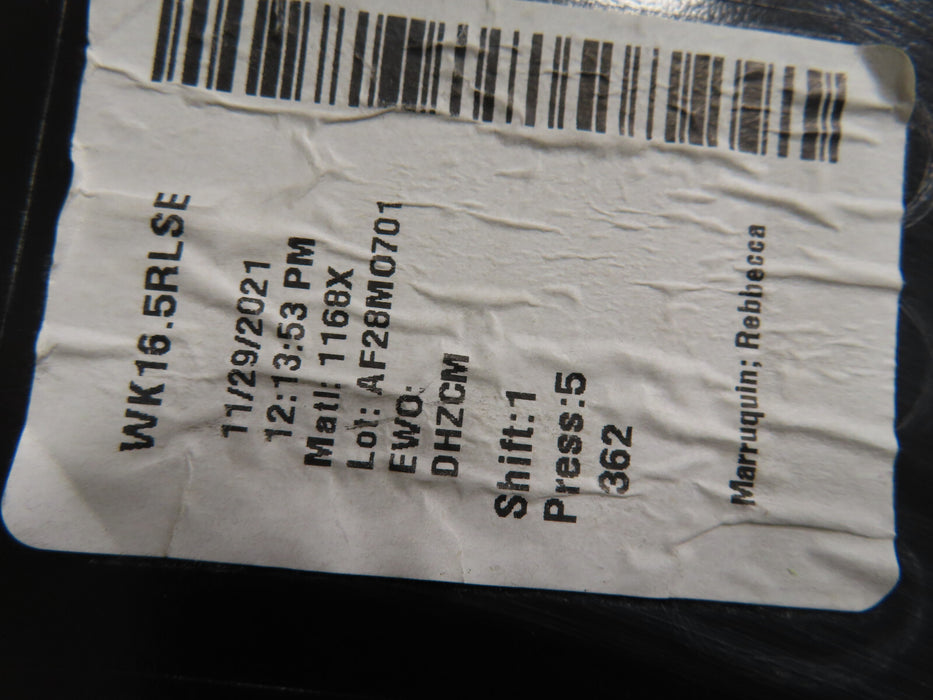 WK16.5RLSE
11/29/2021
12:13:53 PM
Matl: 1168X
Lot: AF28M0701
EWO:
DHZCM
Shift:1
Press:5
362
Marruquin; Rebbecca